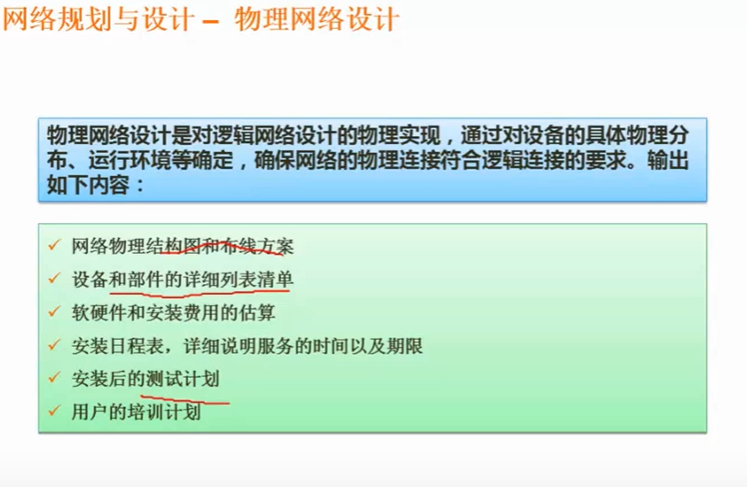 网络规划与设计 – 物理网络设计
物理网络设计是对逻辑网络设计的物理实现，通过对设备的具体物理分
布、运行环境等确定，确保网络的物理连接符合逻辑连接的要求。输出
如下内容：
✓ 网络物理结构图和布线方案
✓ 设备和部件的详细列表清单
✓ 软硬件和安装费用的估算
✓ 安装日程表，详细说明服务的时间以及期限
✓ 安装后的测试计划
✓ 用户的培训计划